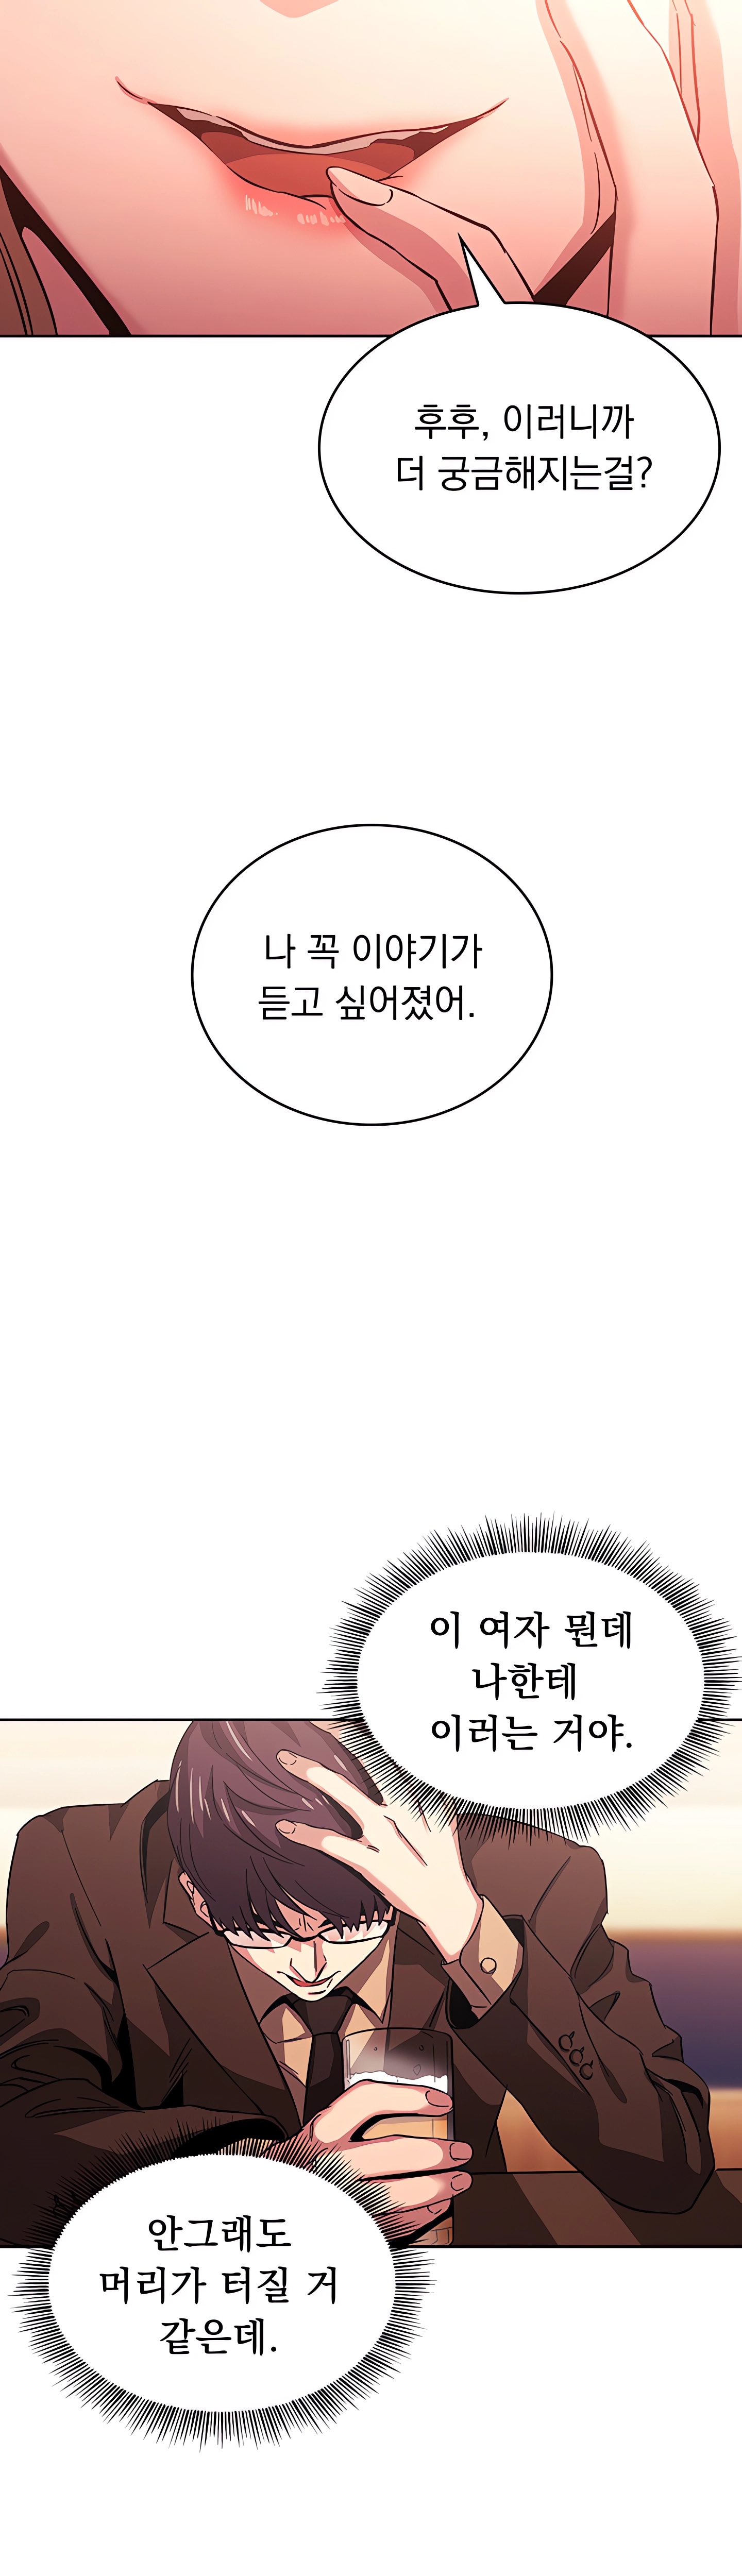 후후, 이러니까
더 궁금해지는걸?
나 꼭 이야기가
듣고 싶어졌어.
이 여자 뭔데
나한테
이러는 거야.
안그래도
머리가 터질 거
같은데.